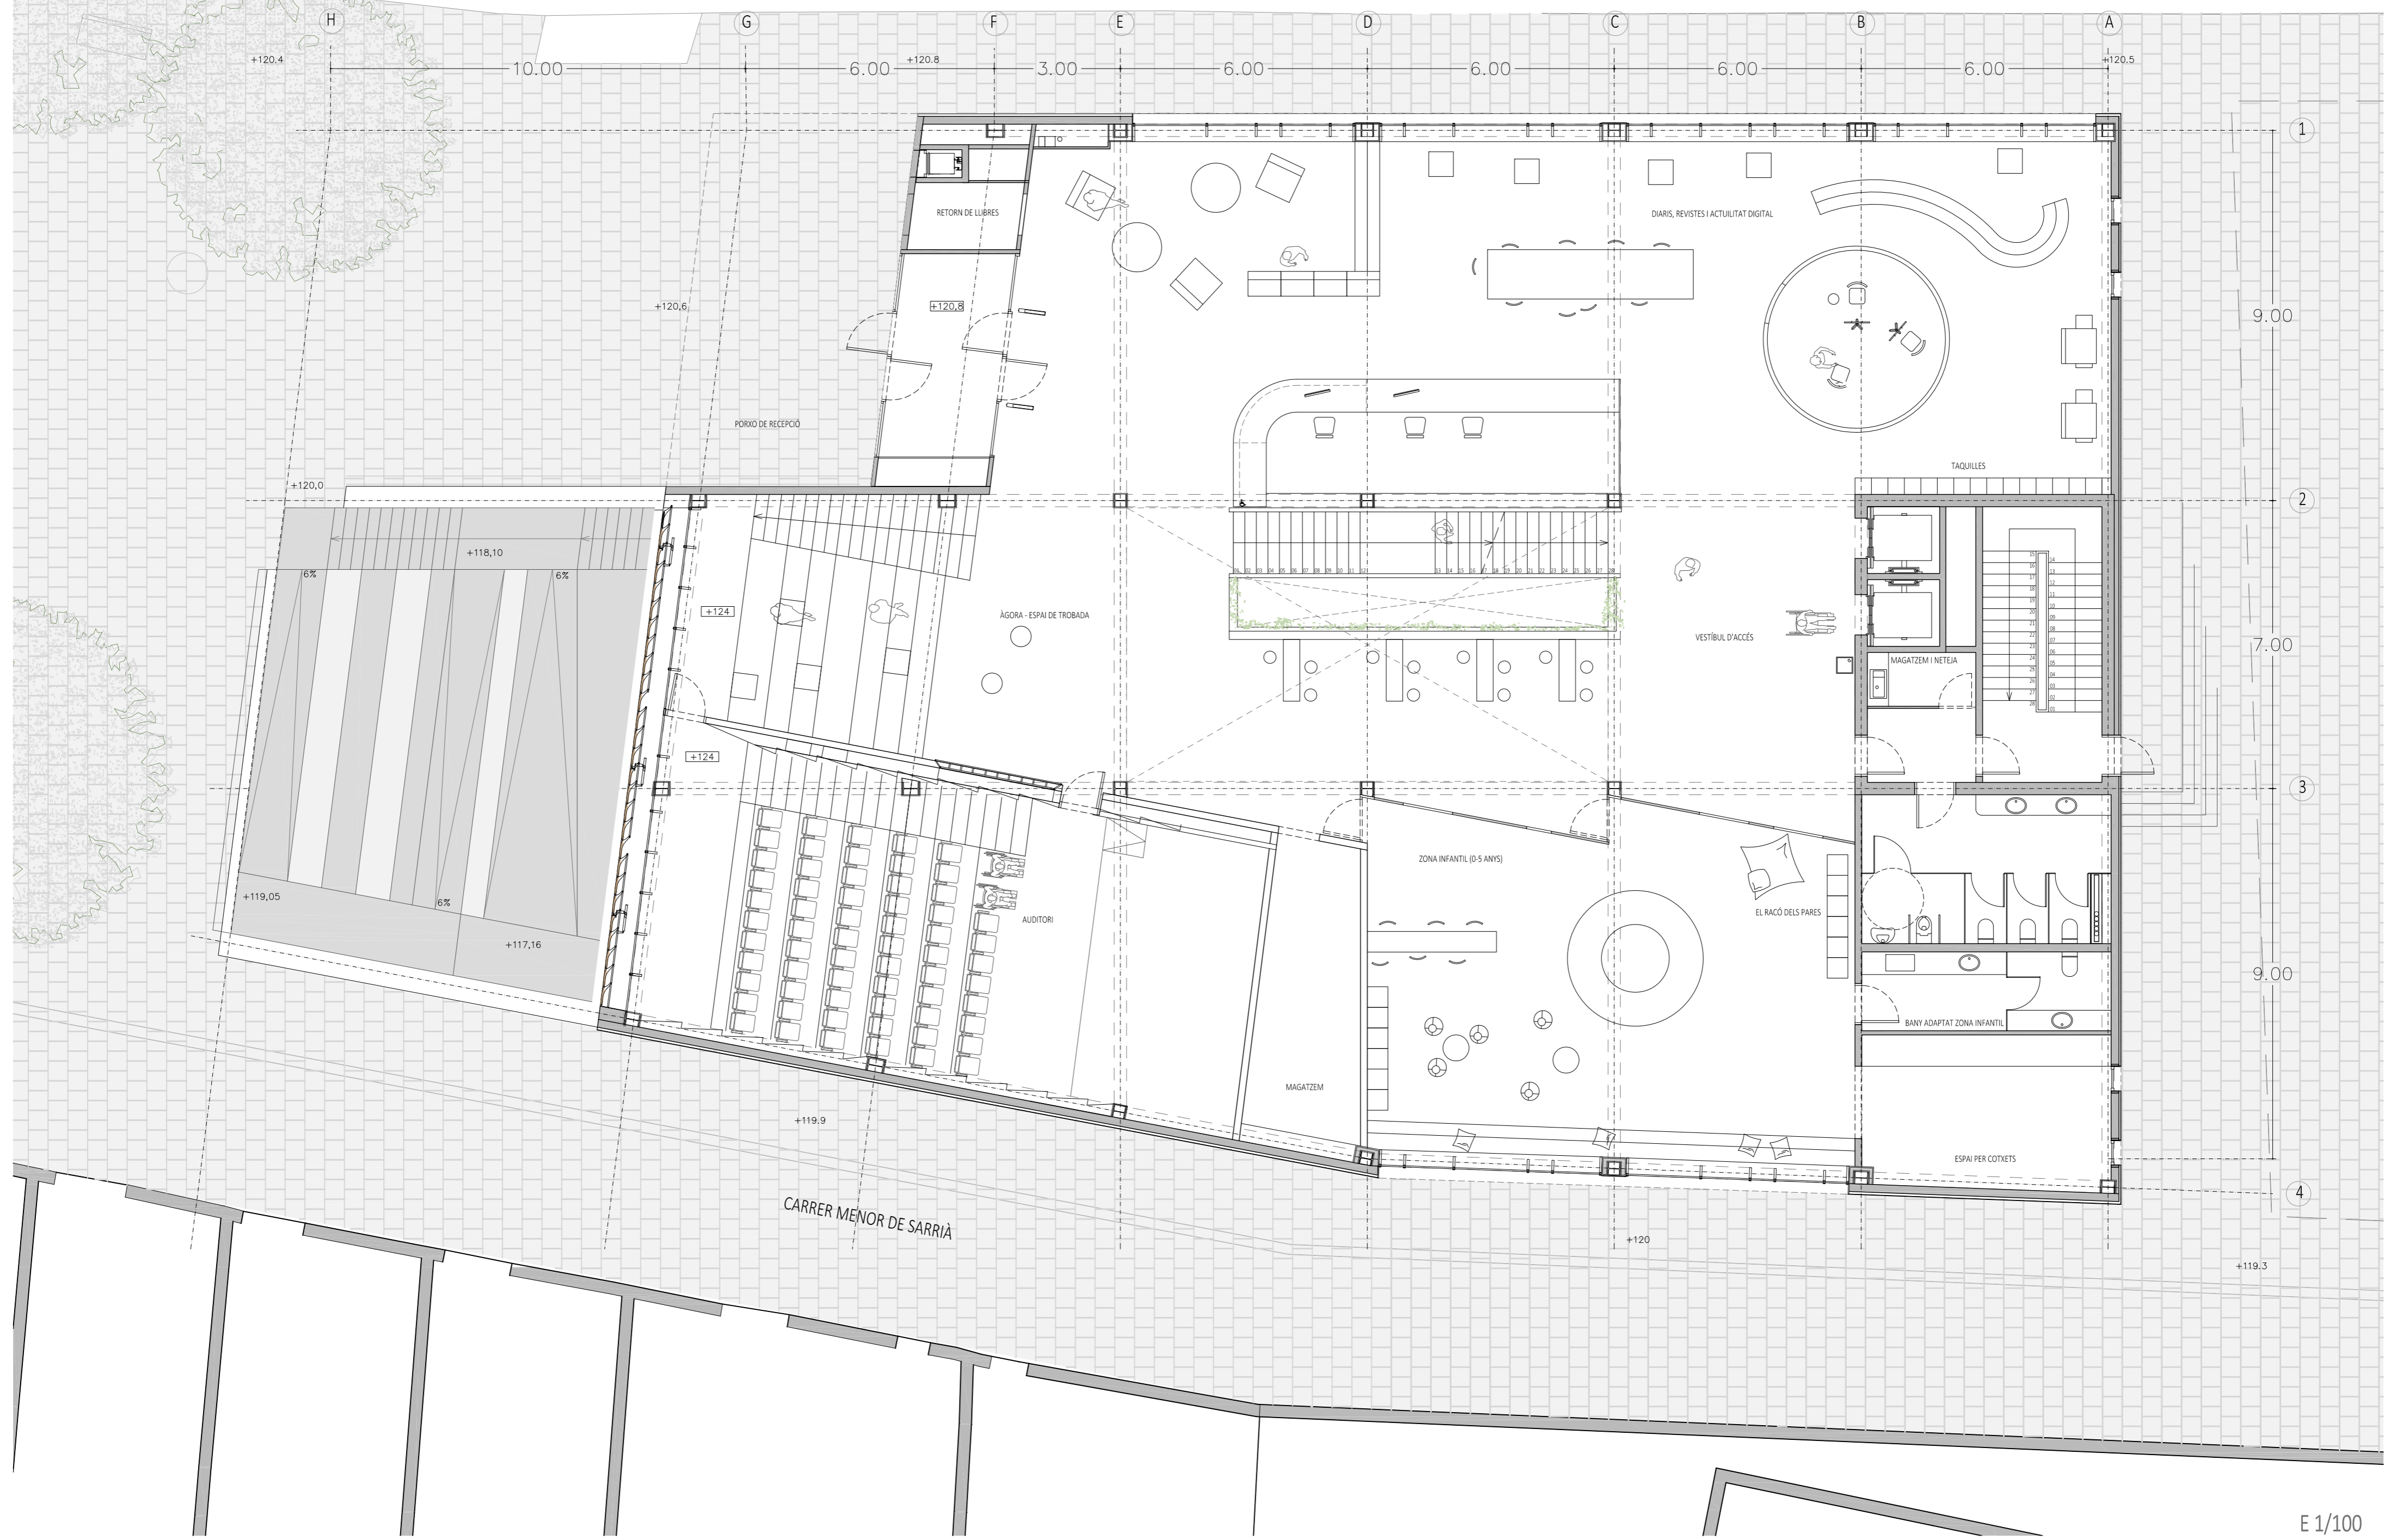 H
G
F
E
D
C
B
A
+120.4
10.00
6.00
+120.8
3.00
6.00
6.00
6.00
6.00
+120.5
1
RETORN DE LLIBRES
DIARIS, REVISTES I ACTUILITAT DIGITAL
+120,6
+120,8
9.00
PORXO DE RECEPCIÓ
TAQUILLES
+120,0
2
+118,10
6%
6%
+124
ÀGORA - ESPAI DE TROBADA
VESTÍBUL D'ACCÉS
7.00
MAGATZEM I NETEJA
+124
3
ZONA INFANTIL (0-5 ANYS)
+119,05
6%
AUDITORI
EL RACÓ DELS PARES
+117,16
9.00
BANY ADAPTAT ZONA INFANTIL
MAGATZEM
+119.9
ESPAI PER COTXETS
4
CARRER MENOR DE SARRIÀ
+120
+119.3
E 1/100